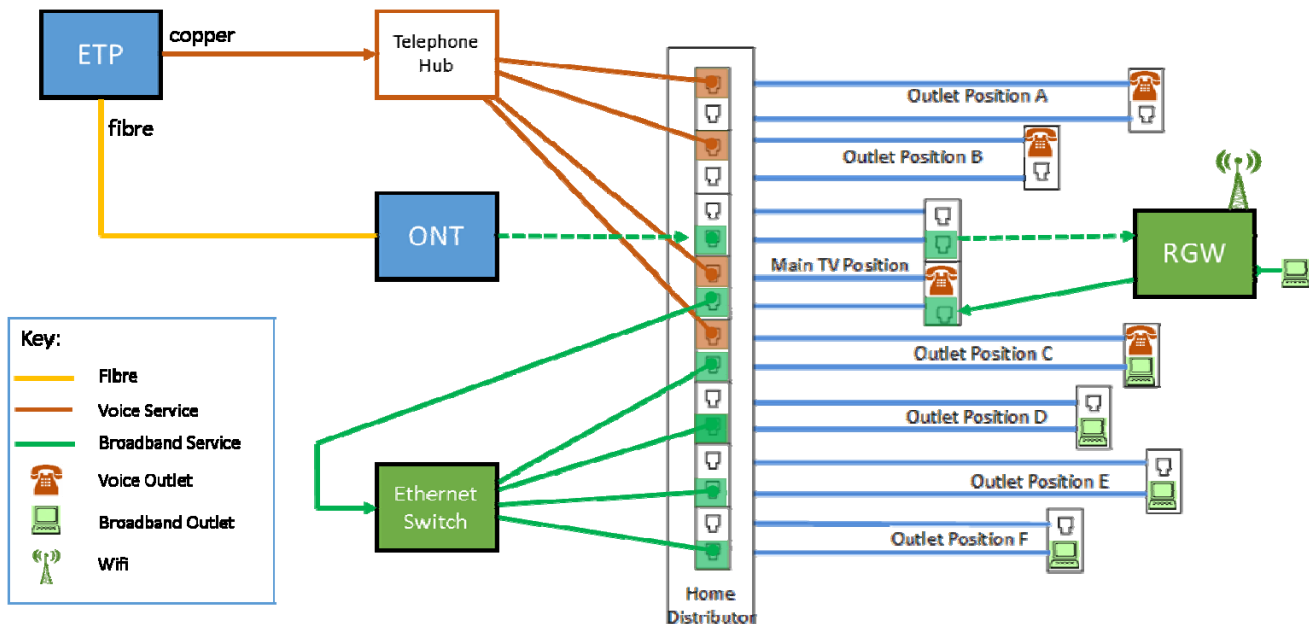 ETP
copper
Telephone
Hub
fibre
ONT
Outlet Position A
Outlet Position B
Main TV Position
RGW
Outlet Position C
Outlet Position D
Outlet Position E
Outlet Position F
Ethernet
Switch
Home
Distributor
Key:
Fibre
Voice Service
Broadband Service
Voice Outlet
Broadband Outlet
Wifi